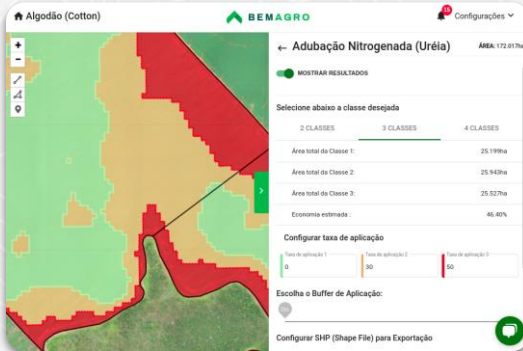 Algodão (Cotton)
BEMAGRO
15
Configurações
Adubação Nitrogenada (Uréia)
ÁREA: 172.017ha
MOSTRAR RESULTADOS
Selecione abaixo a classe desejada
2 CLASSES
3 CLASSES
4 CLASSES
Área total da Classe 1:
25.199ha
Área total da Classe 2:
25.943ha
Área total da Classe 3:
25.527ha
Economia estimada :
46.40%
Configurar taxa de aplicação
Taxa de aplicação 1
Taxa de aplicação 2
Taxa de aplicação 3
0
30
50
Escolha o Buffer de Aplicação:
Configurar SHP (Shape File) para Exportação